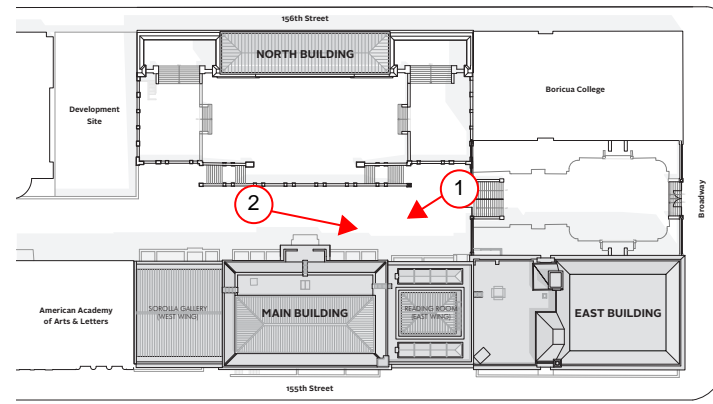 156th Street
NORTH BUILDING
Development
Site
Boricua College
1
2
Broadway
American Academy
of Arts & Letters
SOROLLA GALLERY
(WEST WING)
MAIN BUILDING
READING ROOM
(EAST WING)
EAST BUILDING
155th Street